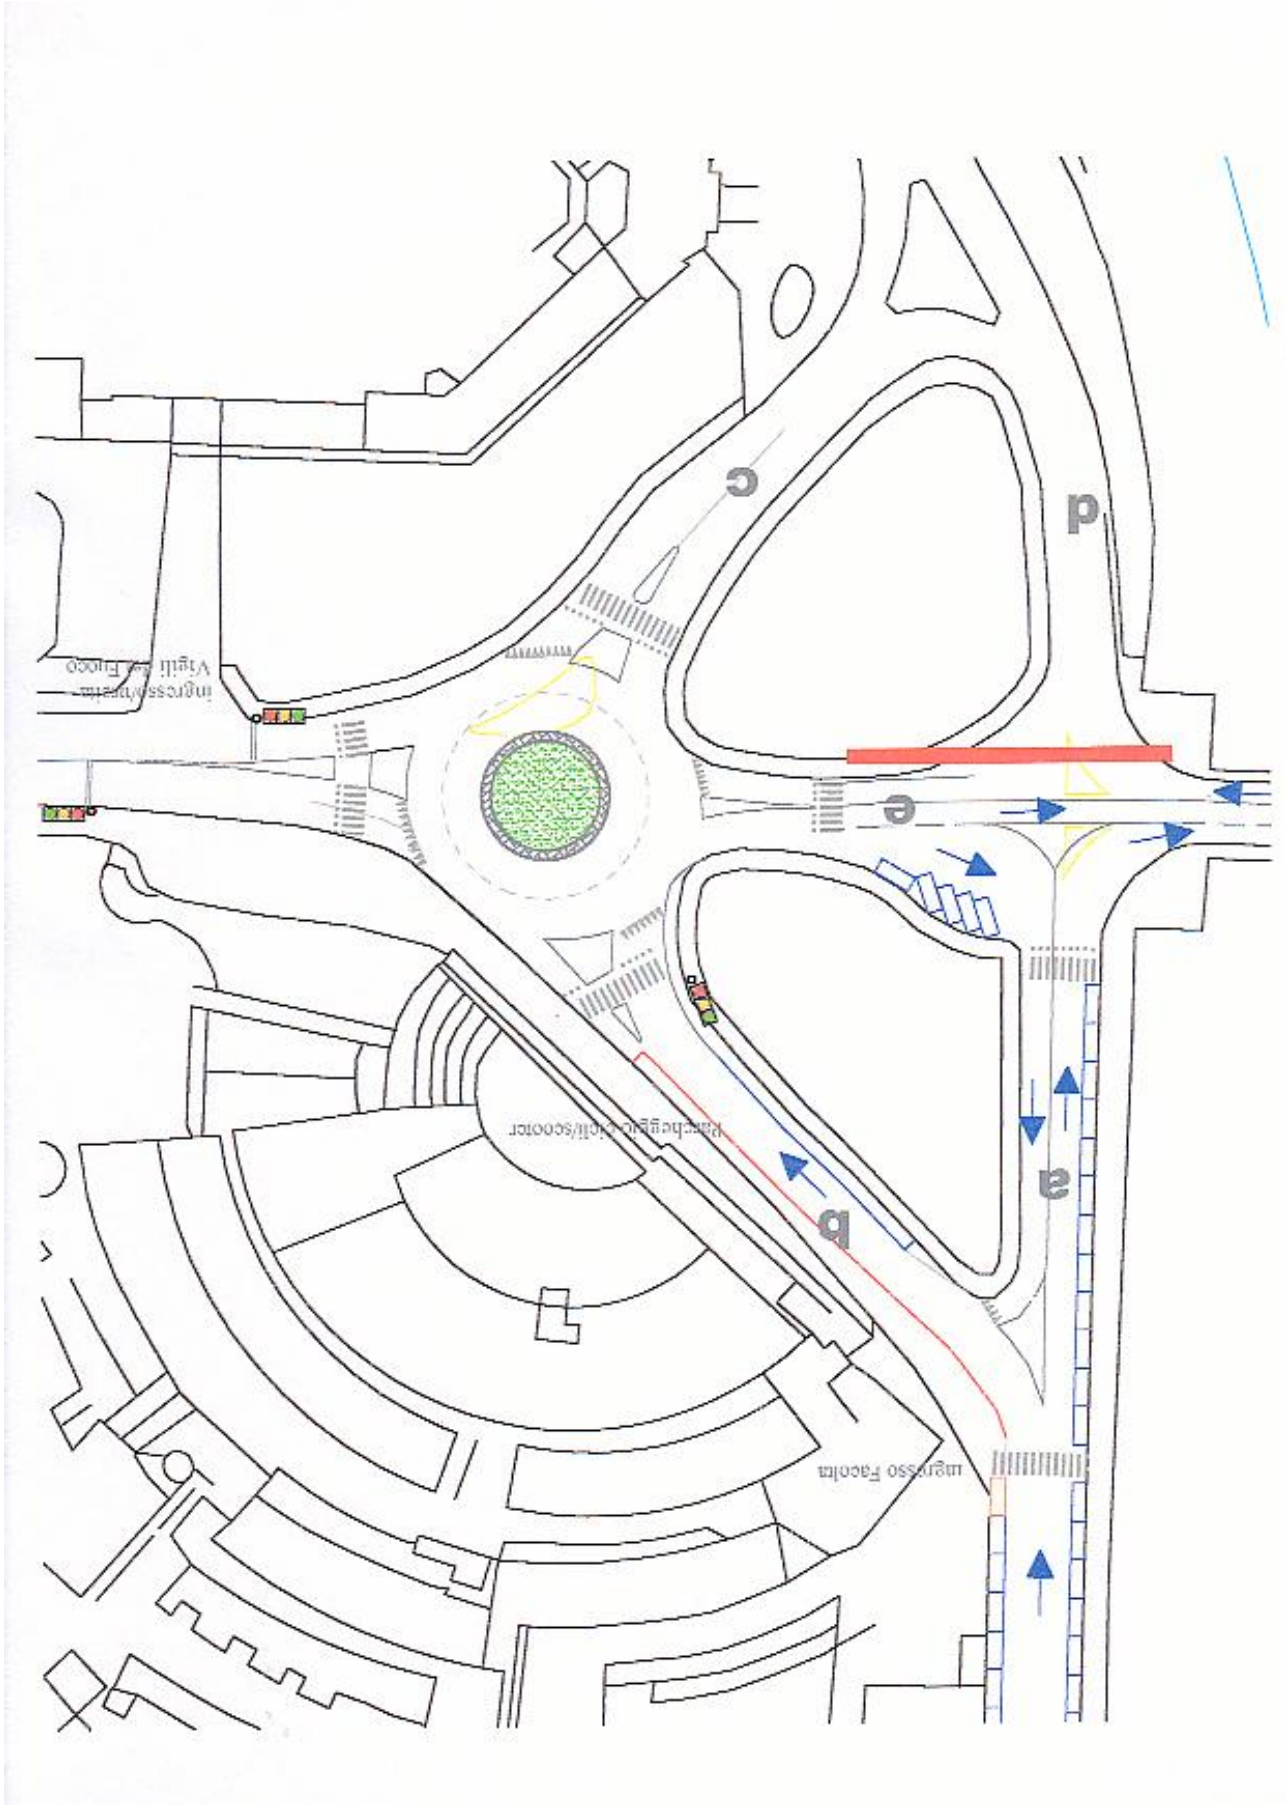 ingresso Facoltà
b
a
Parcheggio cicli/scooter
e
ingresso/uscita
Vigili del Fuoco
d
c